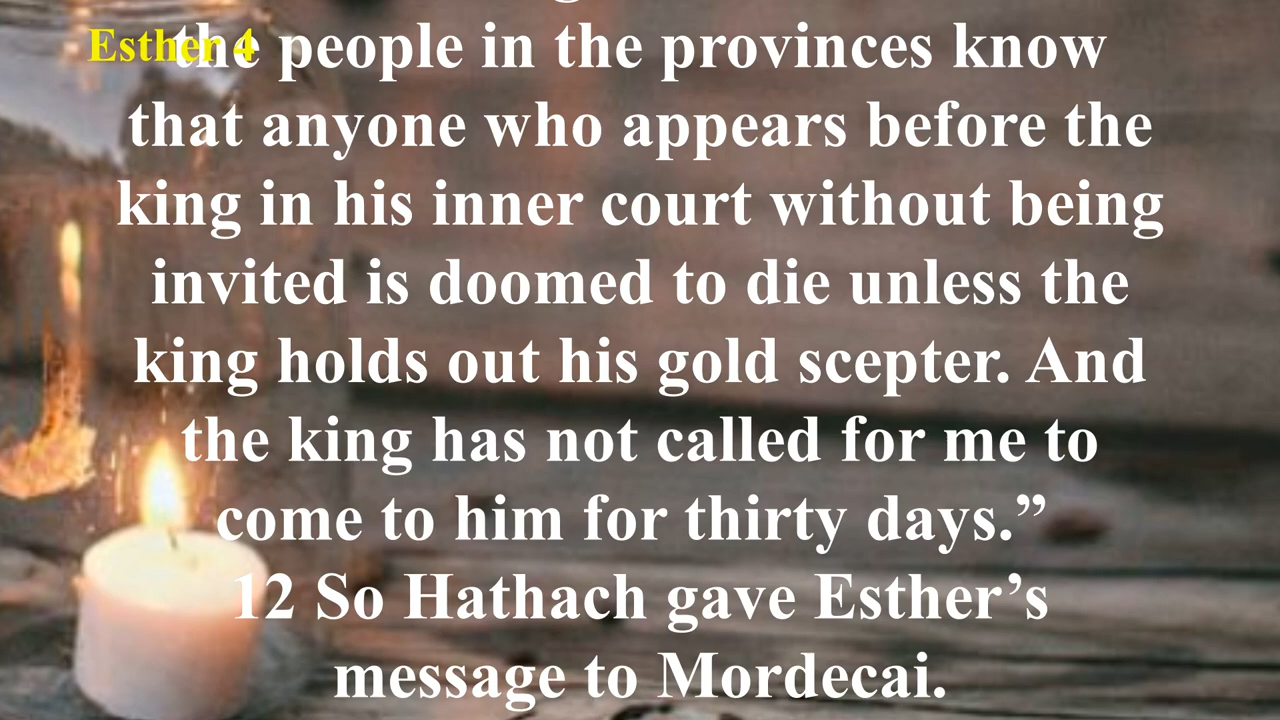 Esther 4
the people in the provinces know
that anyone who appears before the
king in his inner court without being
invited is doomed to die unless the
king holds out his gold scepter. And
the king has not called for me to
come to him for thirty days.”
12 So Hathach gave Esther’s
message to Mordecai.